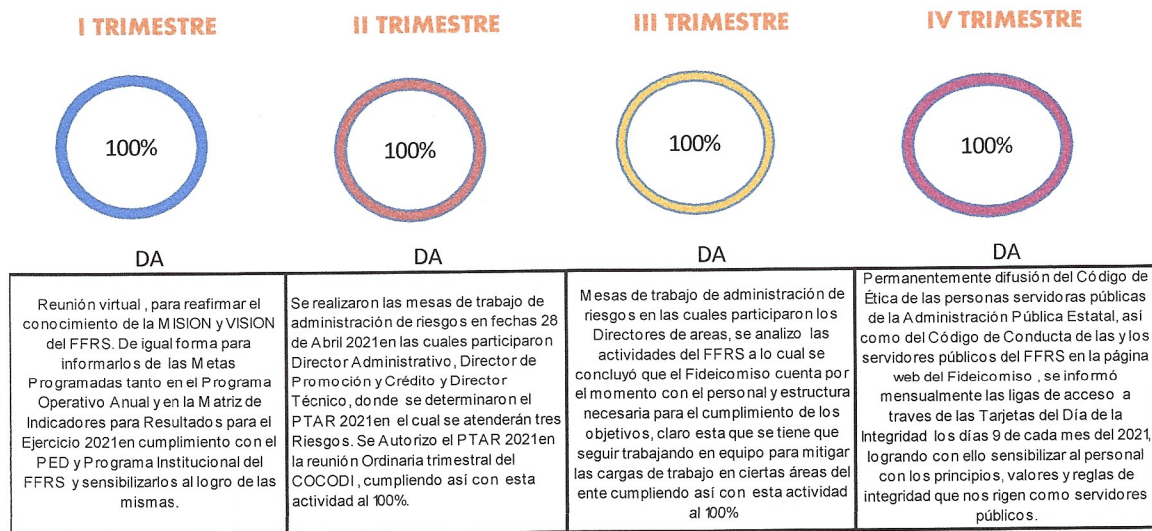 I TRIMESTRE
II TRIMESTRE
III TRIMESTRE
IV TRIMESTRE
100%
100%
100%
100%
DA
DA
DA
DA
Reunión virtual , para reafirmar el
conocimiento de la MISION y VISION
del FFRS. De igual forma para
informarlos de las Metas
Programadas tanto en el Programa
Operativo Anual y en la Matriz de
Indicadores para Resultados para el
Ejercicio 2021en cumplimiento con el
PED y Programa Institucional del
FFRS y sensibilizarlos al logro de las
mismas.
Se realizaron las mesas de trabajo de
administración de riesgos en fechas 28
de Abril 2021en las cuales participaron
Director Administrativo, Director de
Promoción y Crédito y Director
Técnico, donde se determinaron el
PTAR 2021en el cual se atenderán tres
Riesgos. Se Autorizo el PTAR 2021en
la reunión Ordinaria trimestral del
COCODI, cumpliendo así con esta
actividad al 100%.
Mesas de trabajo de administración de
riesgos en las cuales participaron los
Directores de areas, se analizo las
actividades del FFRS a lo cual se
concluyó que el Fideicomiso cuenta por
el momento con el personal y estructura
necesaria para el cumplimiento de los
objetivos, claro esta que se tiene que
seguir trabajando en equipo para mitigar
las cargas de trabajo en ciertas áreas del
ente cumpliendo así con esta actividad
al 100%
Permanentemente difusión del Código de
Ética de las personas servidoras públicas
de la Administración Pública Estatal, así
como del Código de Conducta de las y los
servidores públicos del FFRS en la página
web del Fideicomiso , se informó
mensualmente las ligas de acceso a
traves de las Tarjetas del Día de la
Integridad los días 9 de cada mes del 2021,
logrando con ello sensibilizar al personal
con los principios, valores y reglas de
integridad que nos rigen como servidores
públicos.